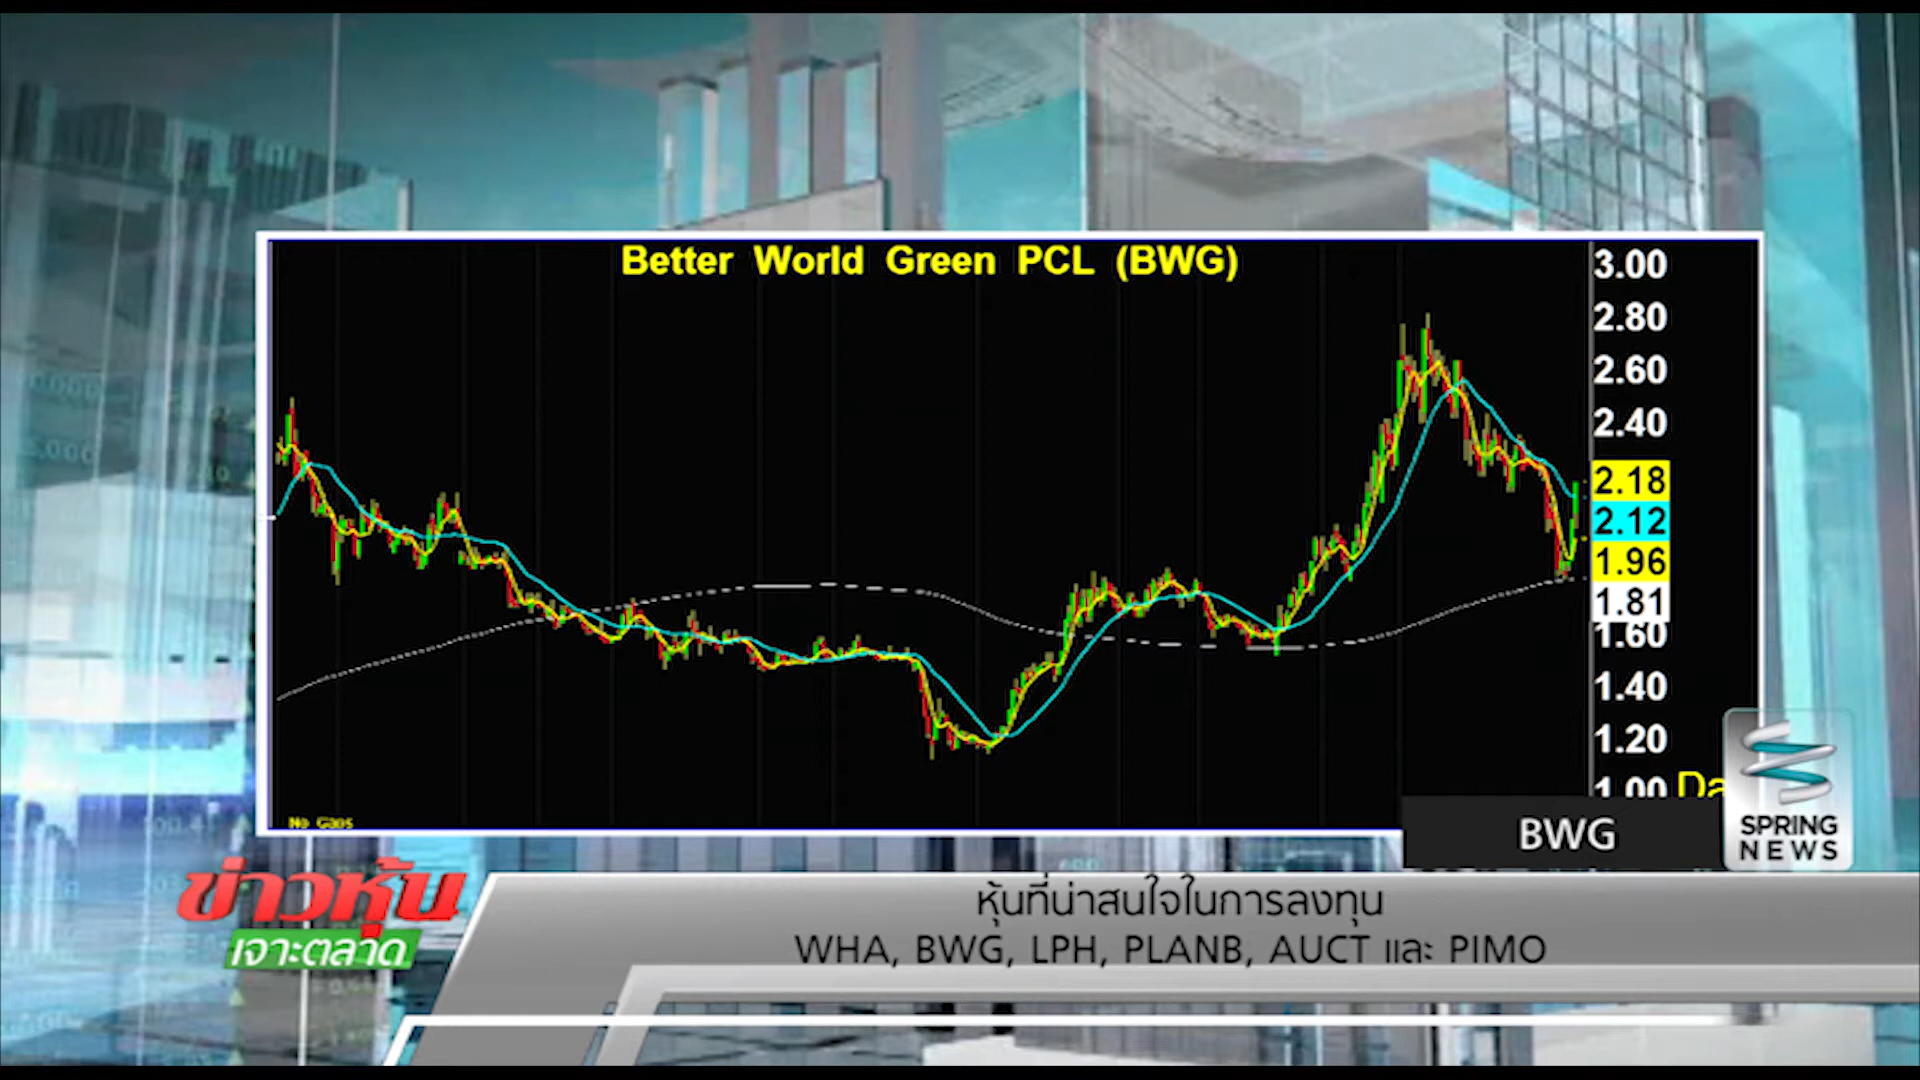 Better World Green PCL (BWG)
3.00
2.80
2.60
2.40
2.18
2.12
1.96
1.81
1.60
1.40
1.20
1.00 Da
No Gaps
BWG
SPRING
NEWS
ข่าวหุ้น
เจาะตลาด
หุ้นที่น่าสนใจในการลงทุน
WHA, BWG, LPH, PLANB, AUCT และ PIMO